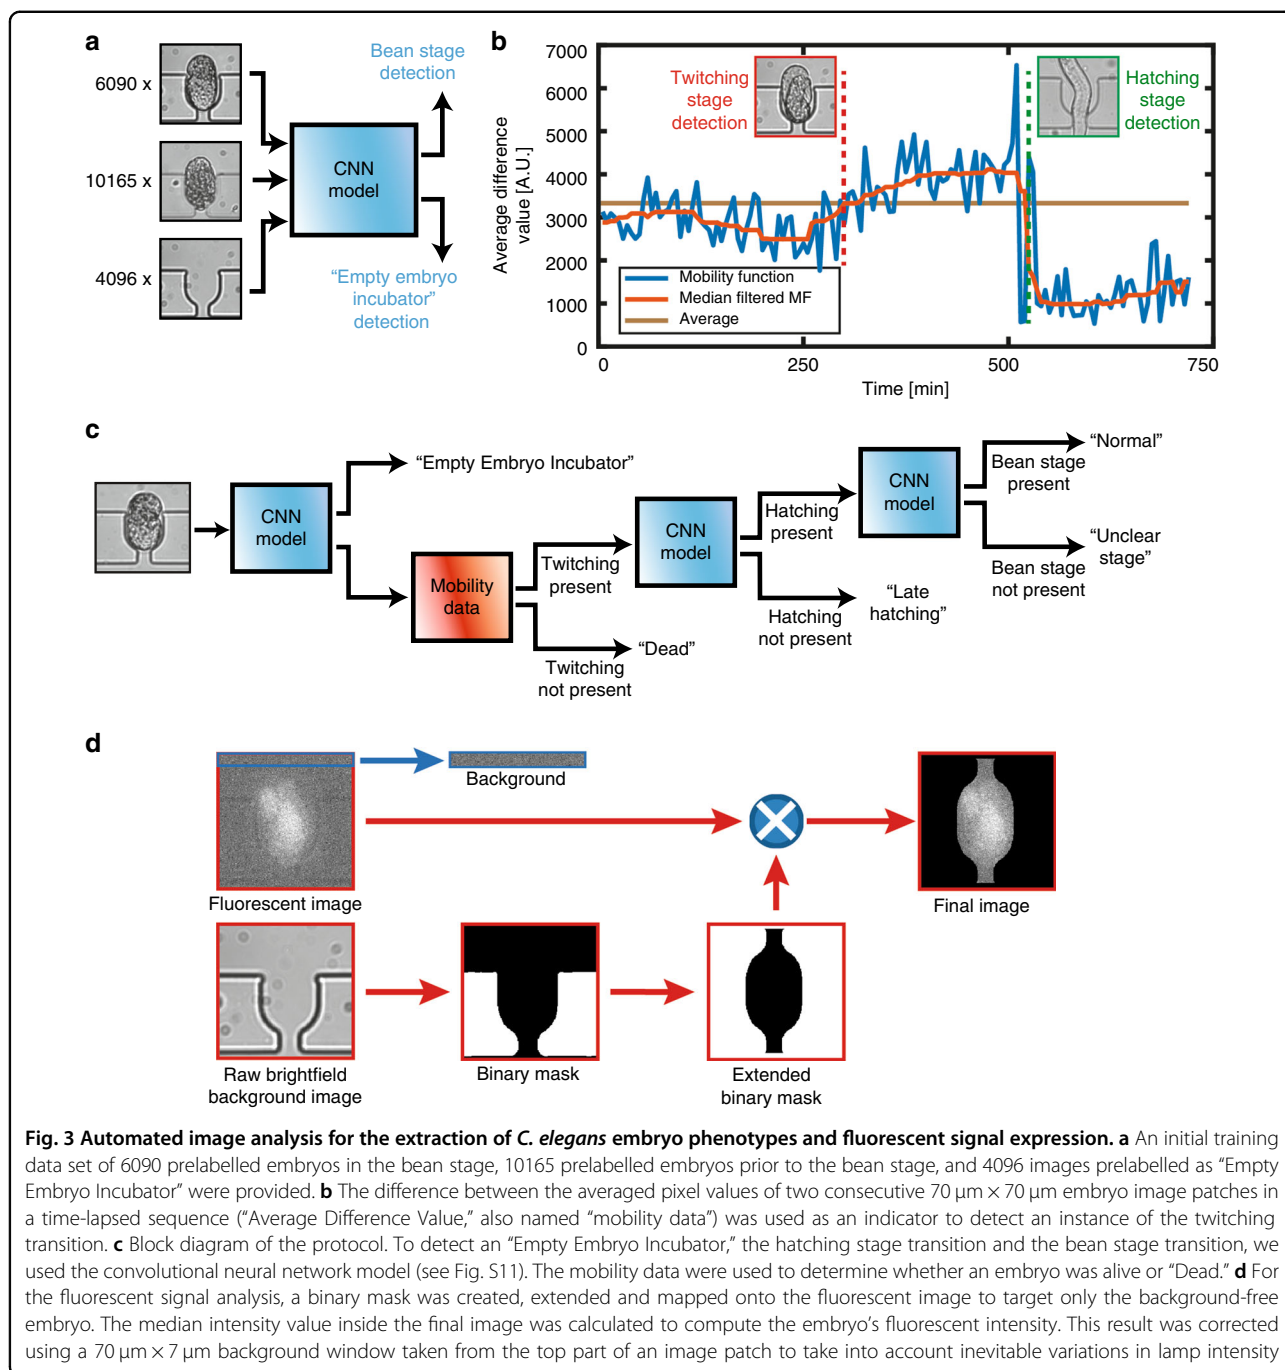 a
6090 x
10165 x
4096 x
CNN
model
Bean stage
detection
"Empty embryo
incubator"
detection
b
7000
6000
5000
4000
3000
2000
1000
0
Average difference
value [A.U.]
Twitching
stage
detection
Hatching
stage
detection
Mobility function
Median filtered MF
Average
0
250
500
750
Time [min]
c
CNN
model
"Empty Embryo Incubator"
Mobility
data
Twitching
present
"Dead"
Twitching
not present
CNN
model
Hatching
present
"Late
hatching"
Hatching
not present
CNN
model
"Normal"
Bean stage
present
"Unclear
stage"
Bean stage
not present
d
Background
Fluorescent image
Final image
Raw brightfield
background image
Binary mask
Extended
binary mask
Fig. 3 Automated image analysis for the extraction of C. elegans embryo phenotypes and fluorescent signal expression. a An initial training
data set of 6090 prelabelled embryos in the bean stage, 10165 prelabelled embryos prior to the bean stage, and 4096 images prelabelled as "Empty
Embryo Incubator" were provided. b The difference between the averaged pixel values of two consecutive 70 μm × 70 μm embryo image patches in
a time-lapsed sequence ("Average Difference Value," also named "mobility data") was used as an indicator to detect an instance of the twitching
transition. c Block diagram of the protocol. To detect an "Empty Embryo Incubator," the hatching stage transition and the bean stage transition, we
used the convolutional neural network model (see Fig. S11). The mobility data were used to determine whether an embryo was alive or "Dead." d For
the fluorescent signal analysis, a binary mask was created, extended and mapped onto the fluorescent image to target only the background-free
embryo. The median intensity value inside the final image was calculated to compute the embryo's fluorescent intensity. This result was corrected
using a 70 μm × 7 μm background window taken from the top part of an image patch to take into account inevitable variations in lamp intensity